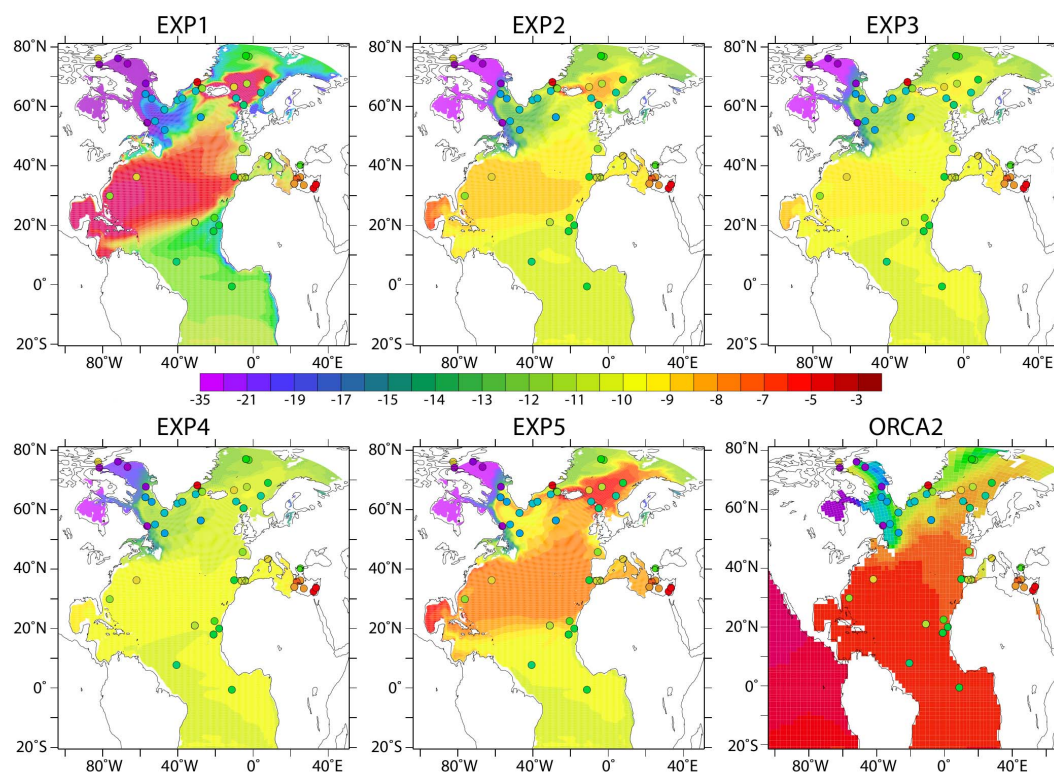 EXP1 EXP2 EXP3
80°N 80°N 80°N
60°N 60°N 60°N
40°N 40°N 40°N
20°N 20°N 20°N
0° 0° 0°
20°S 20°S 20°S
80°W 40°W 0° 40°E 80°W 40°W 0° 40°E 80°W 40°W 0° 40°E
-35 -21 -19 -17 -15 -14 -13 -12 -11 -10 -9 -8 -7 -5 -3
EXP4 EXP5 ORCA2
80°N 80°N 80°N
60°N 60°N 60°N
40°N 40°N 40°N
20°N 20°N 20°N
0° 0° 0°
20°S 20°S 20°S
80°W 40°W 0° 40°E 80°W 40°W 0° 40°E 80°W 40°W 0° 40°E